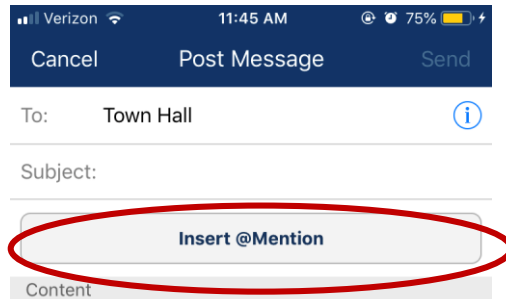 Verizon 11:45 AM 75%
Cancel Post Message Send
To: Town Hall
Subject:
Insert @Mention
Content